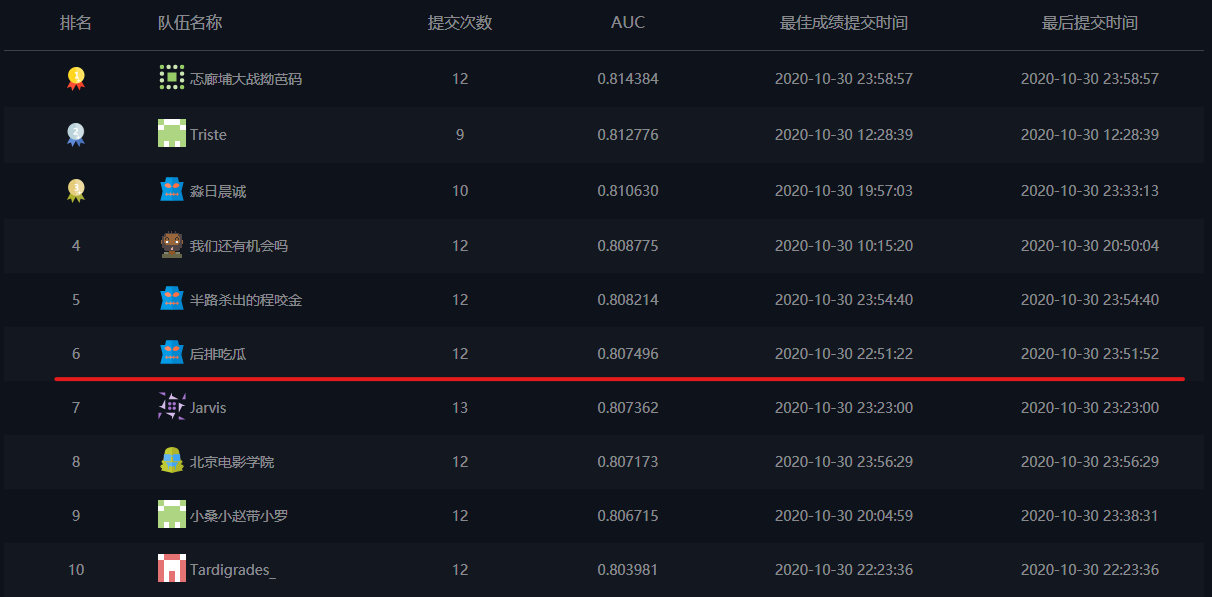 排名 队伍名称 提交次数 AUC 最佳成绩提交时间 最后提交时间
1 忑廊埔大战拗芭码 12 0.814384 2020-10-30 23:58:57 2020-10-30 23:58:57
2 Triste 9 0.812776 2020-10-30 12:28:39 2020-10-30 12:28:39
3 淼日晨诚 10 0.810630 2020-10-30 19:57:03 2020-10-30 23:33:13
4 我们还有机会吗 12 0.808775 2020-10-30 10:15:20 2020-10-30 20:50:04
5 半路杀出的程咬金 12 0.808214 2020-10-30 23:54:40 2020-10-30 23:54:40
6 后排吃瓜 12 0.807496 2020-10-30 22:51:22 2020-10-30 23:51:52
7 Jarvis 13 0.807362 2020-10-30 23:23:00 2020-10-30 23:23:00
8 北京电影学院 12 0.807173 2020-10-30 23:56:29 2020-10-30 23:56:29
9 小桑小赵带小罗 12 0.806715 2020-10-30 20:04:59 2020-10-30 23:38:31
10 Tardigrades_ 12 0.803981 2020-10-30 22:23:36 2020-10-30 22:23:36